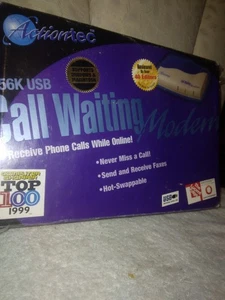 Actiontec
56K USB
Call Waiting
Modem
Receive Phone Calls While Online!
• Never Miss a Call!
• Send and Receive Faxes
• Hot-Swappable
TOP
100
1999
USB